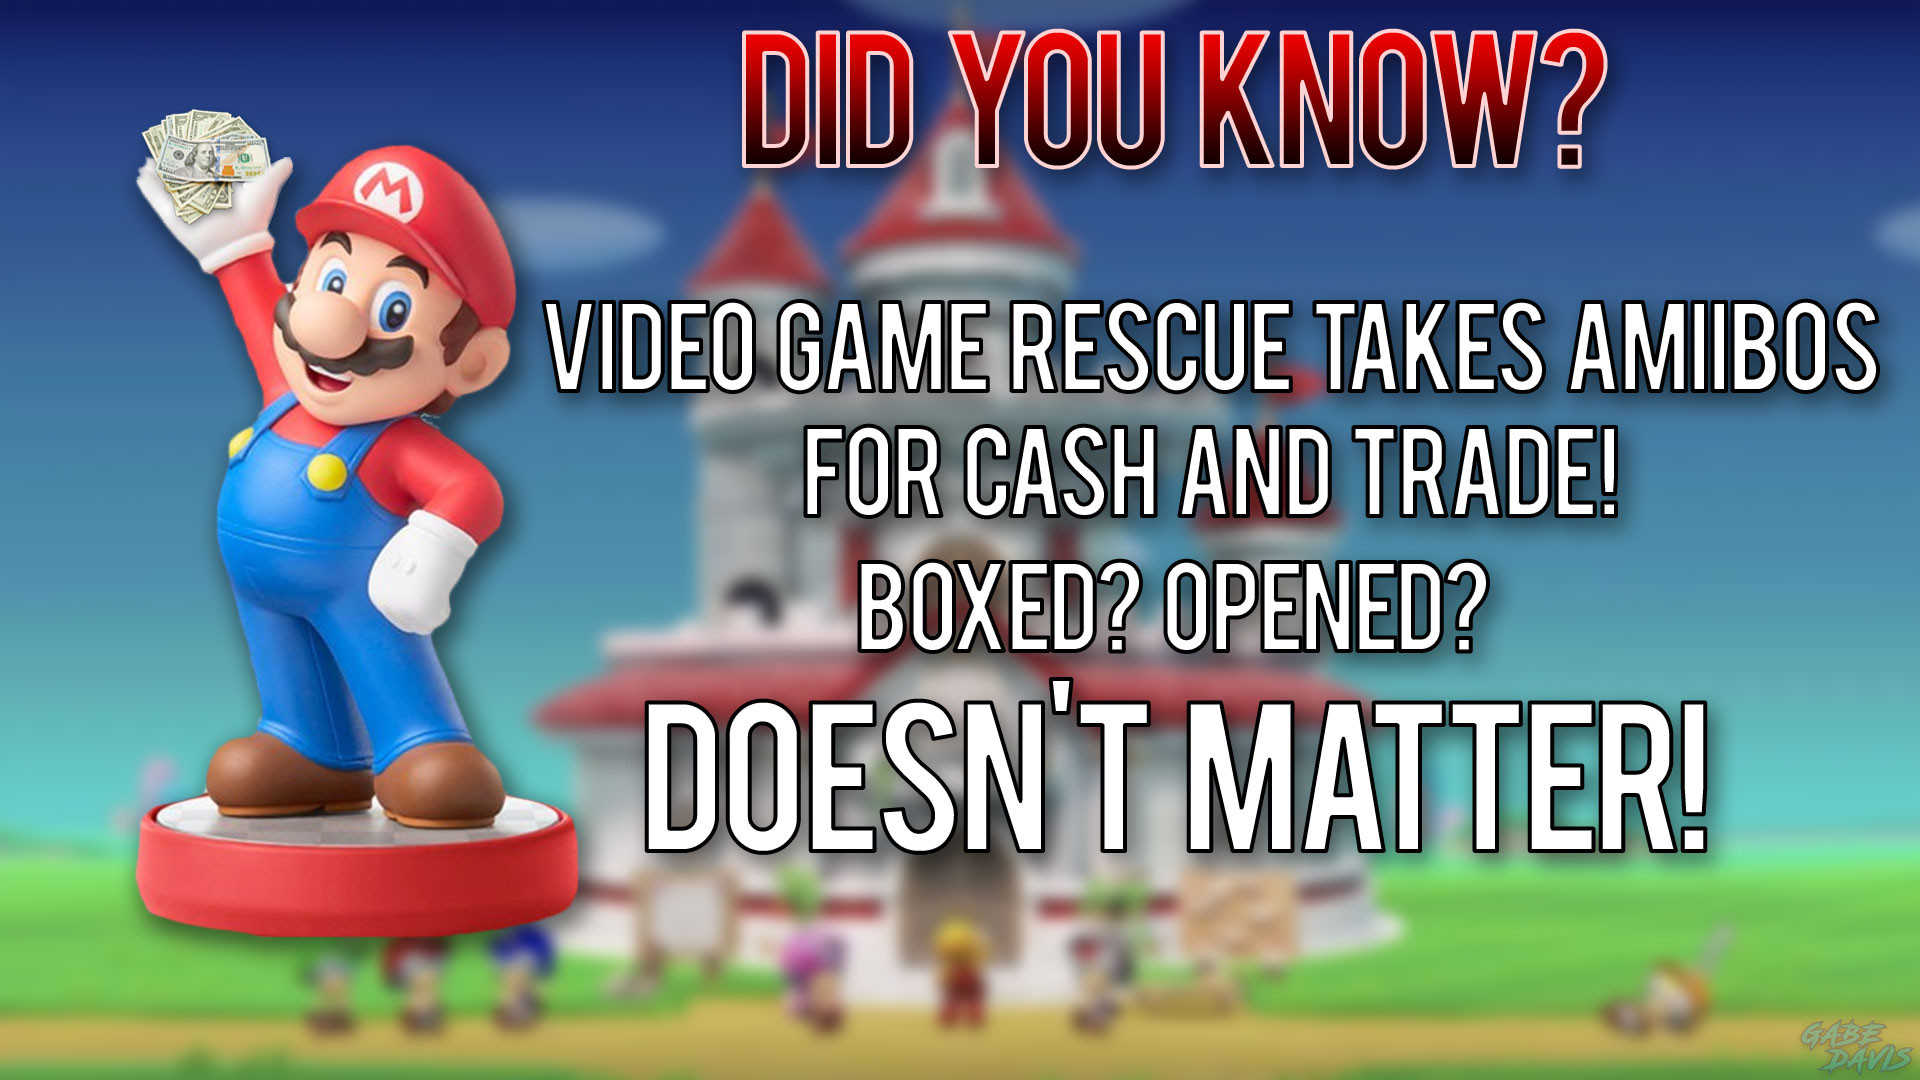 DID YOU KNOW?
VIDEO GAME RESCUE TAKES AMIIBOS
FOR CASH AND TRADE!
BOXED? OPENED?
DOESN'T MATTER!
M
GABE
DAVIS